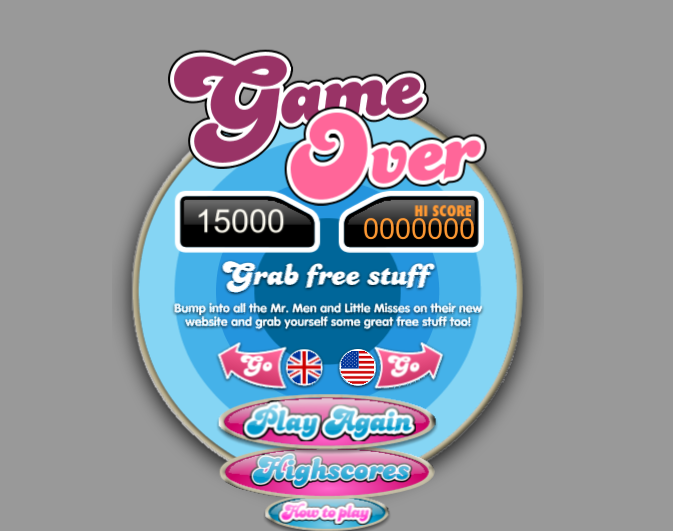 Game
Over
15000
HI SCORE
0000000
Grab free stuff
Bump into all the Mr. Men and Little Misses on their new
website and grab yourself some great free stuff too!
Go Go
Play Again
Highscores
How to play